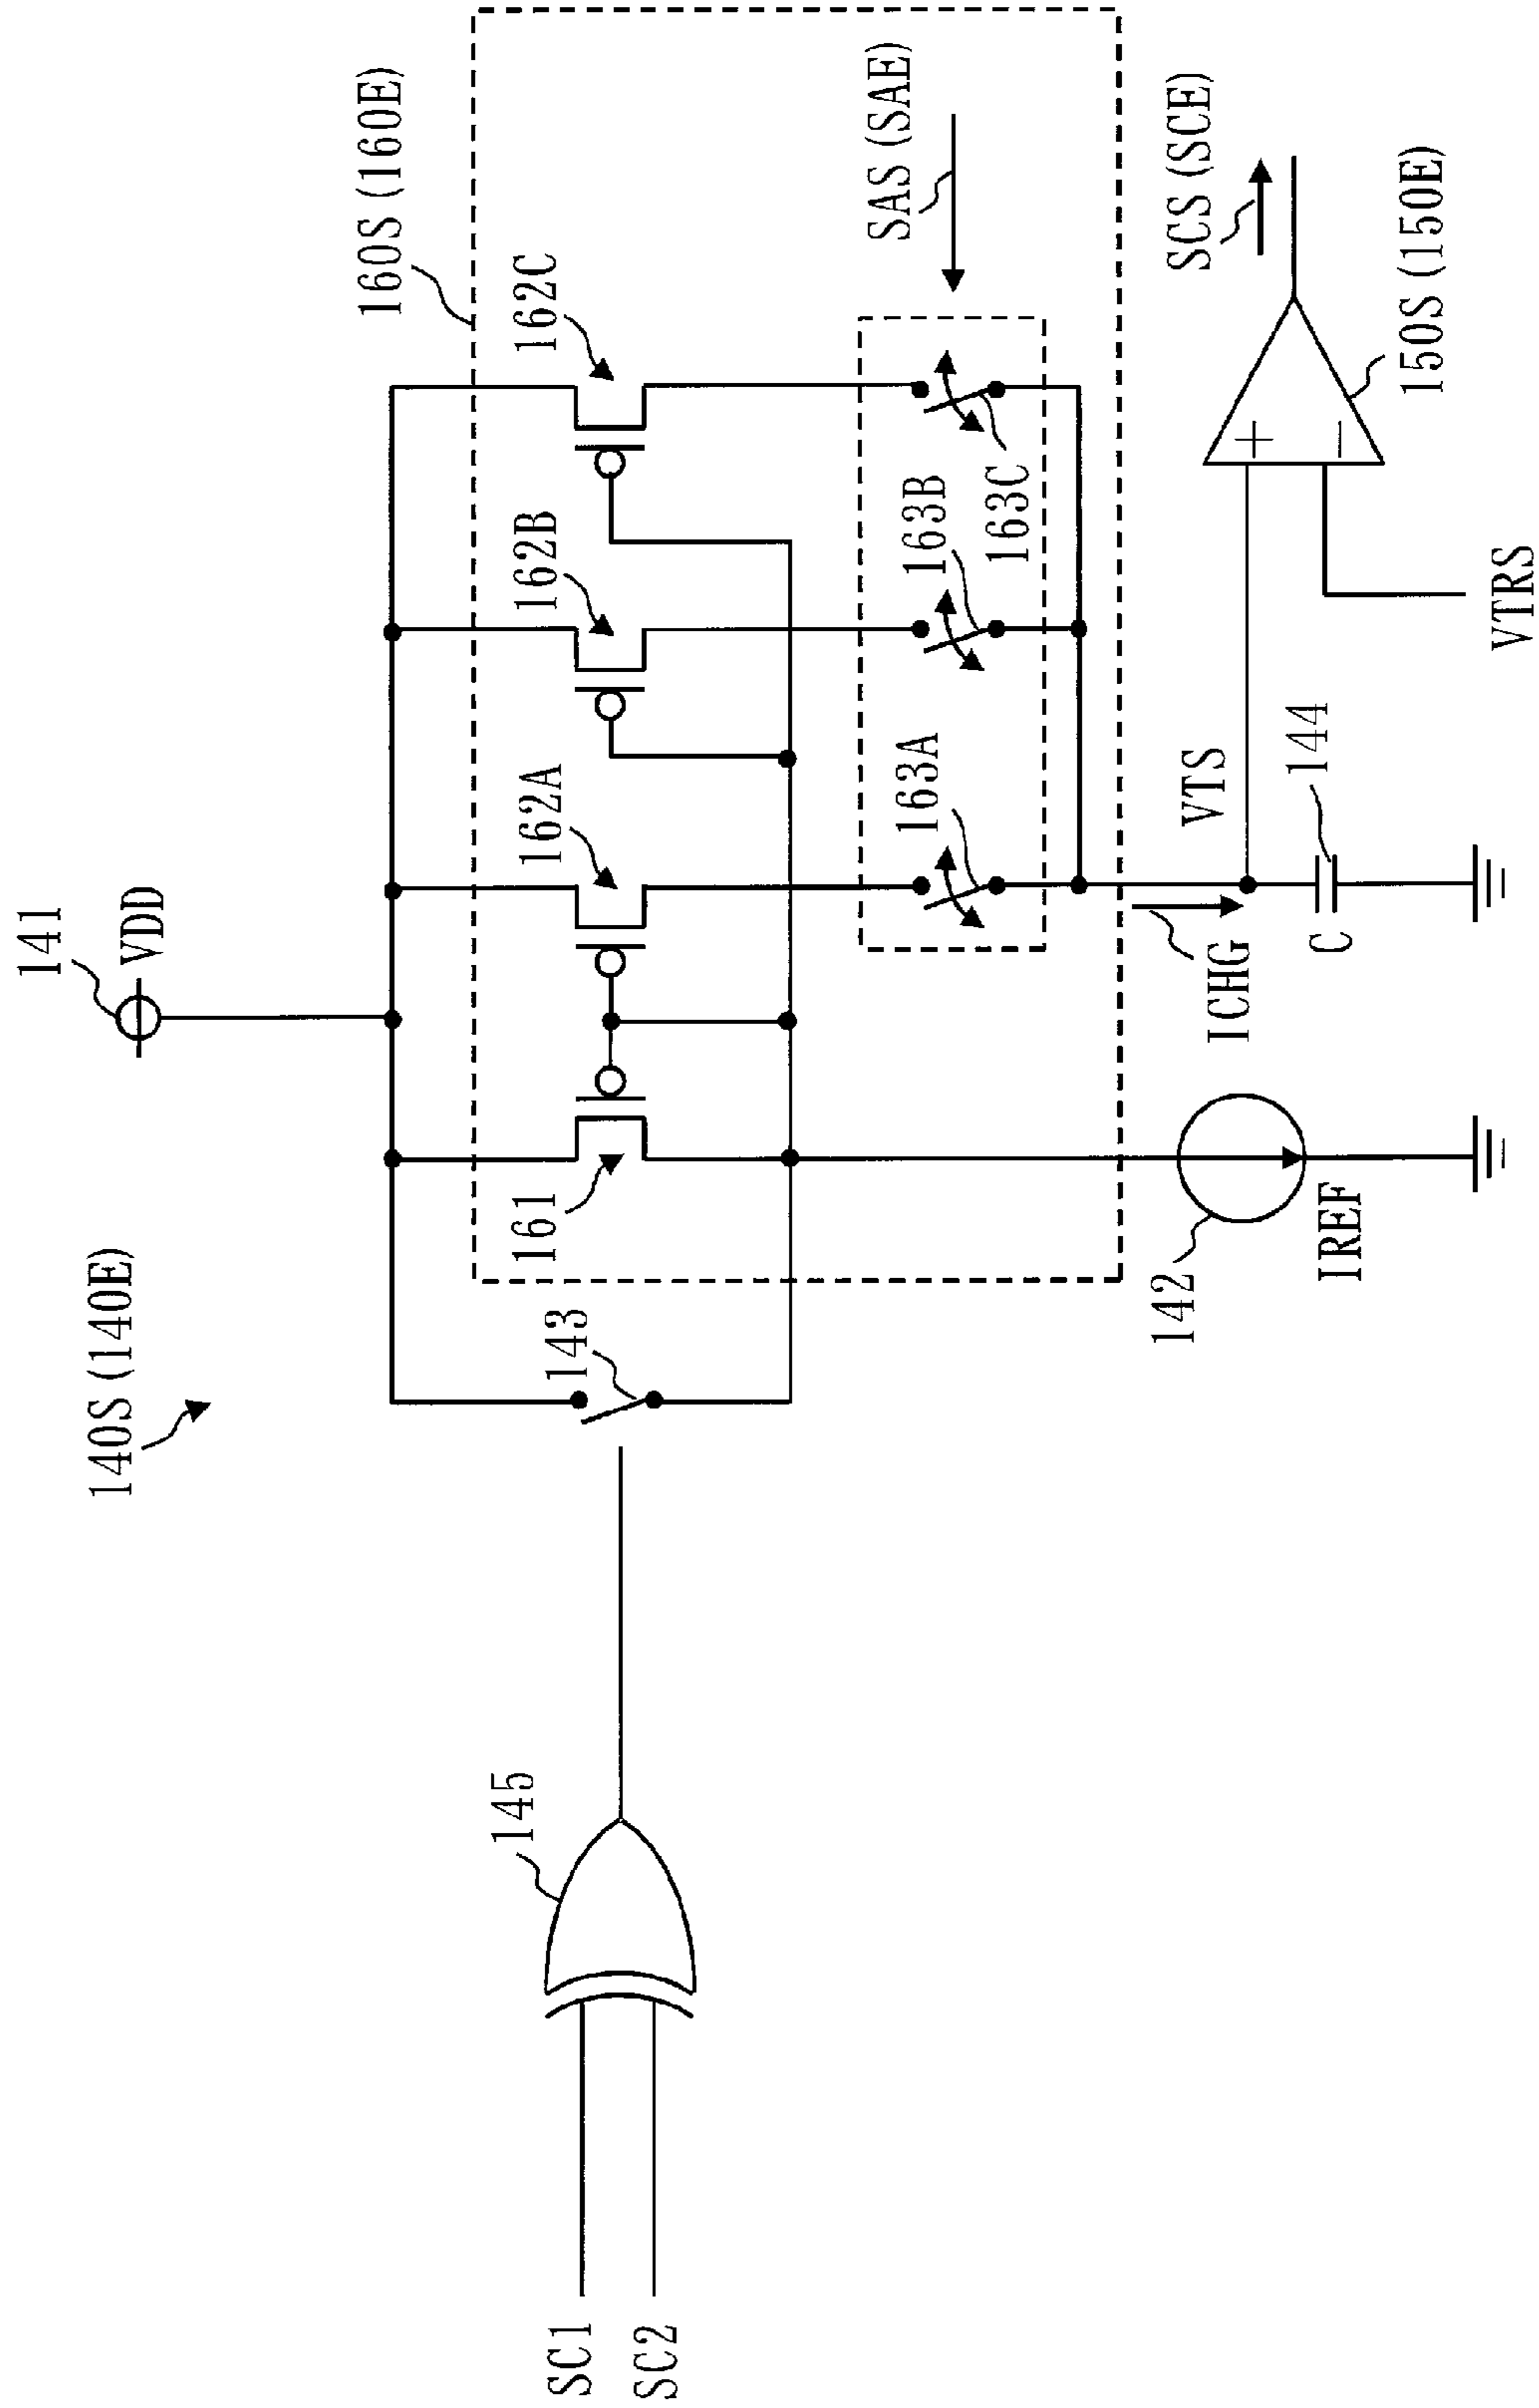 140S (140E)
141
VDD
160S (160E)
145
143
161
162A
162B
162C
SC1
SC2
SAS (SAE)
163A
163B
163C
142
IREF
ICHG
VTS
C
144
SCS (SCE)
150S (150E)
VTRS
+
−